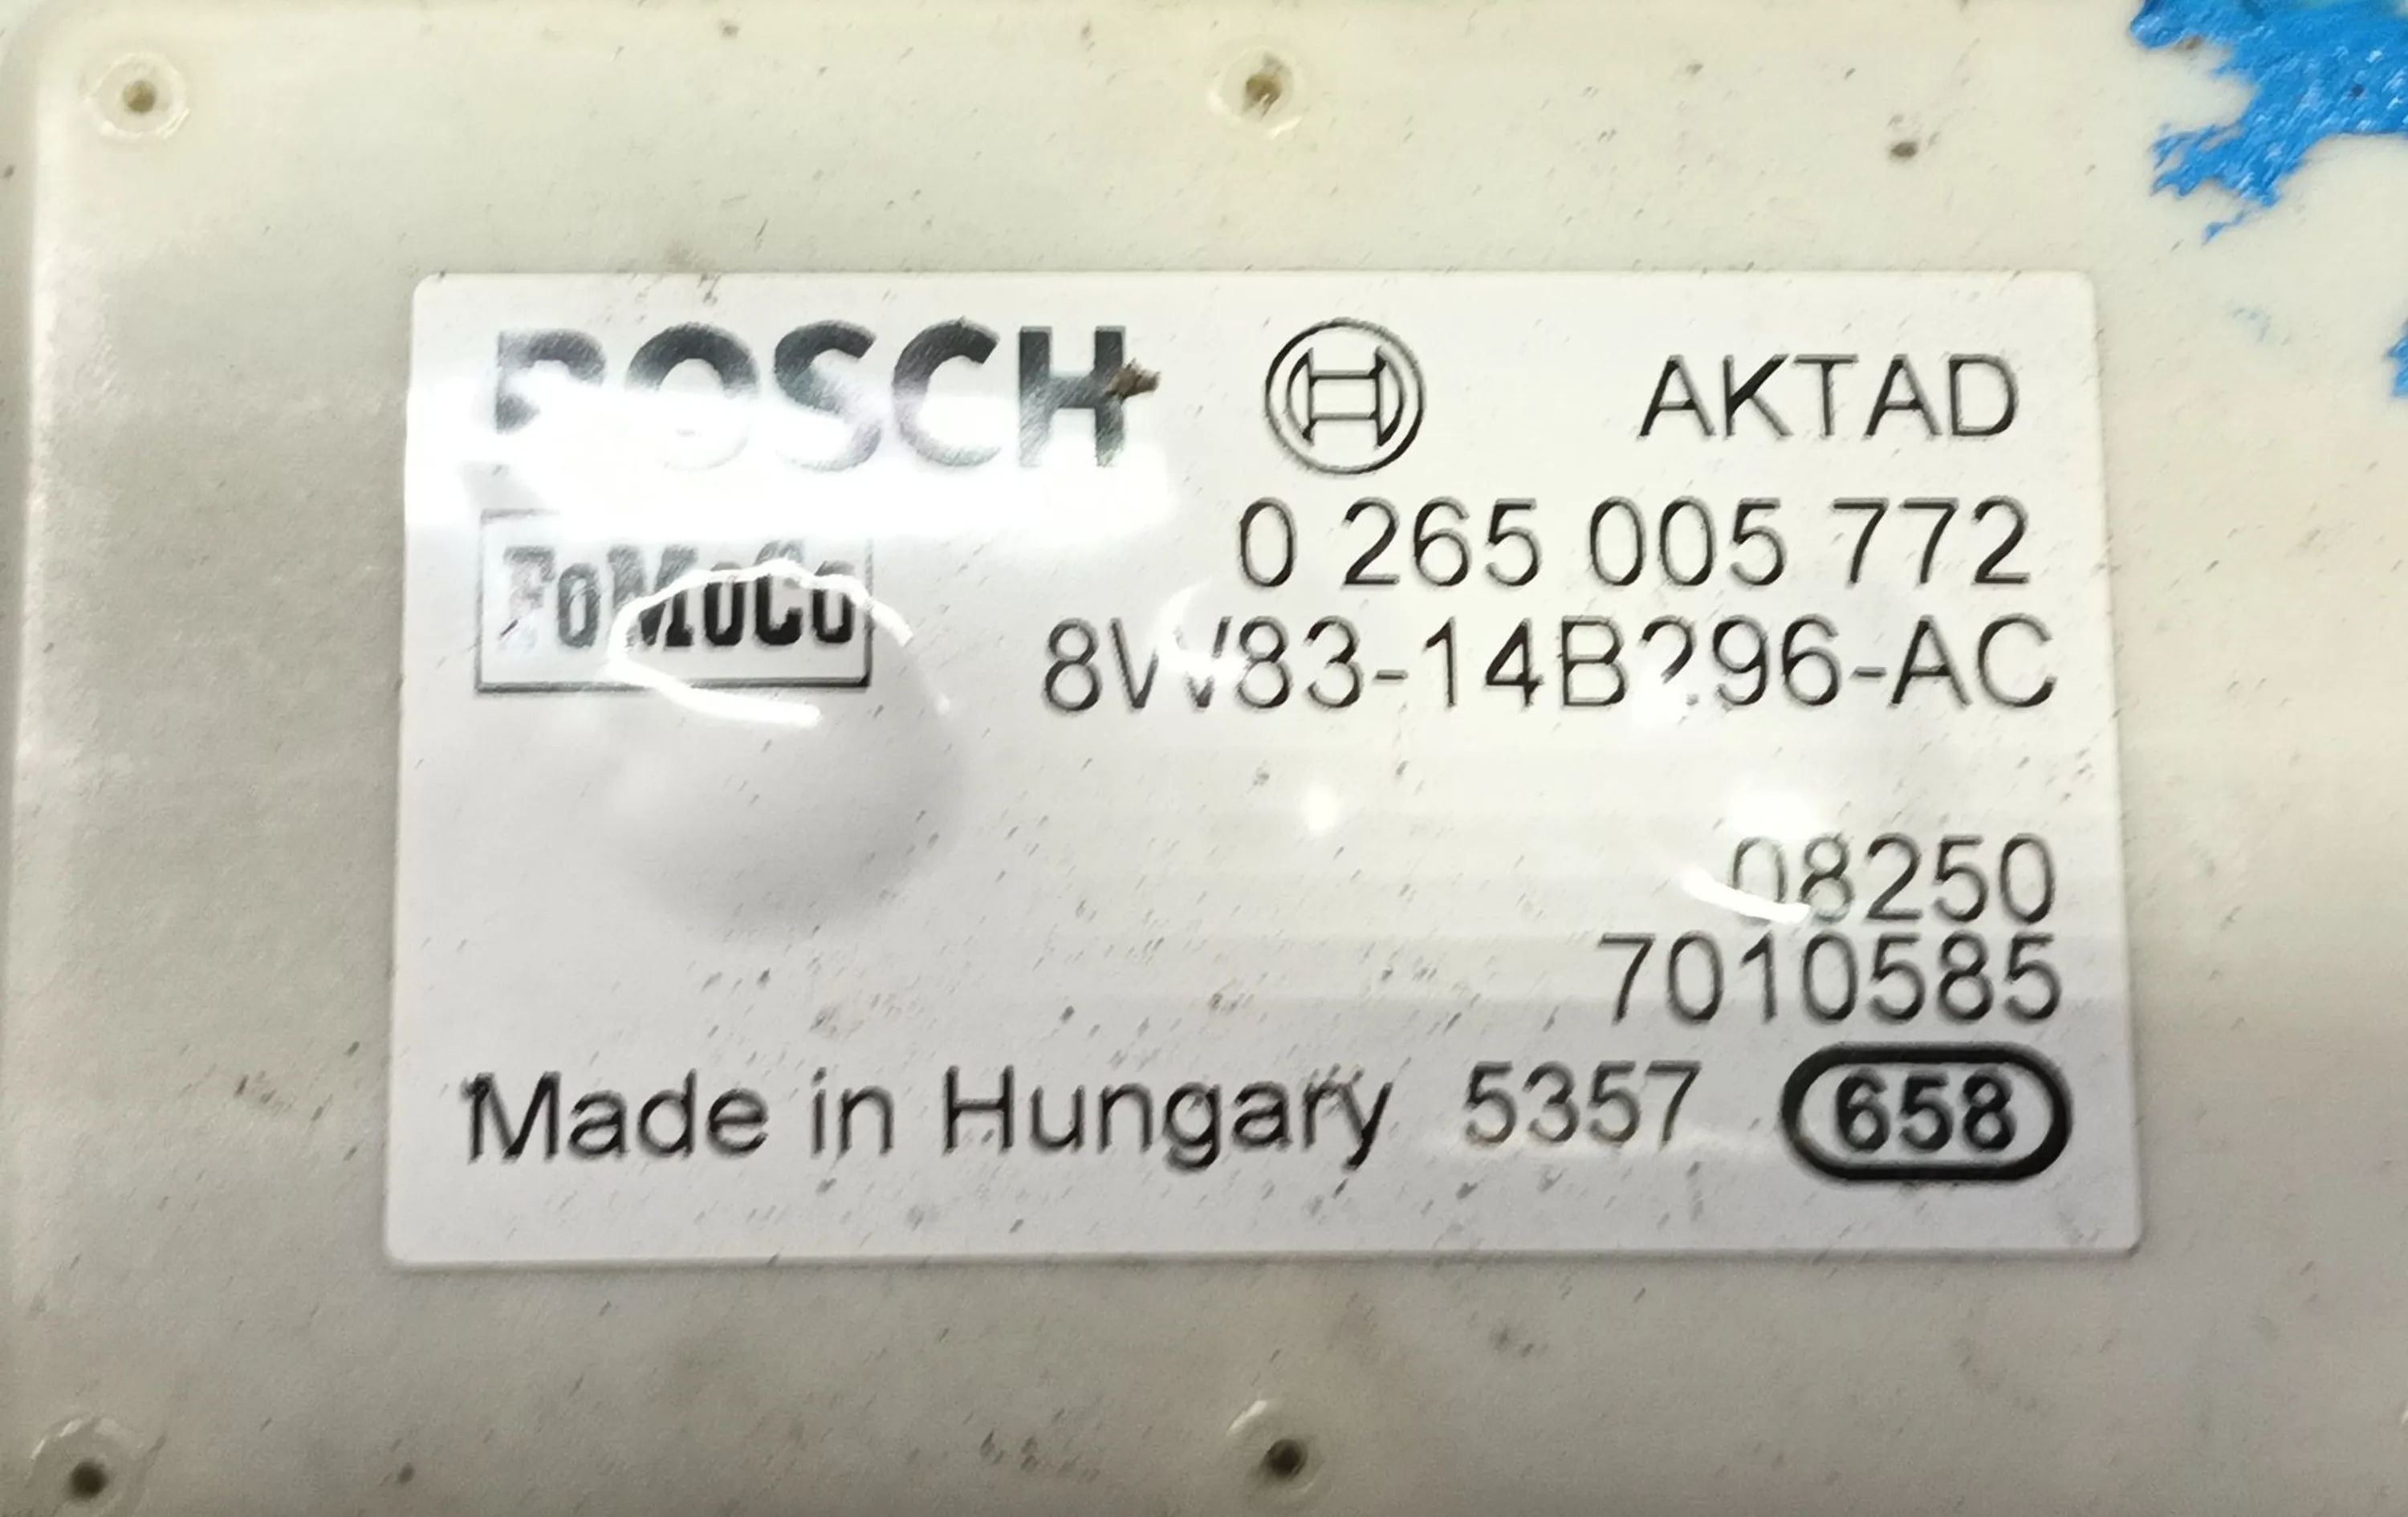 BOSCH AKTAD
0 265 005 772
FoMoCo
8W83-14B296-AC
08250
7010585
Made in Hungary 5357 658